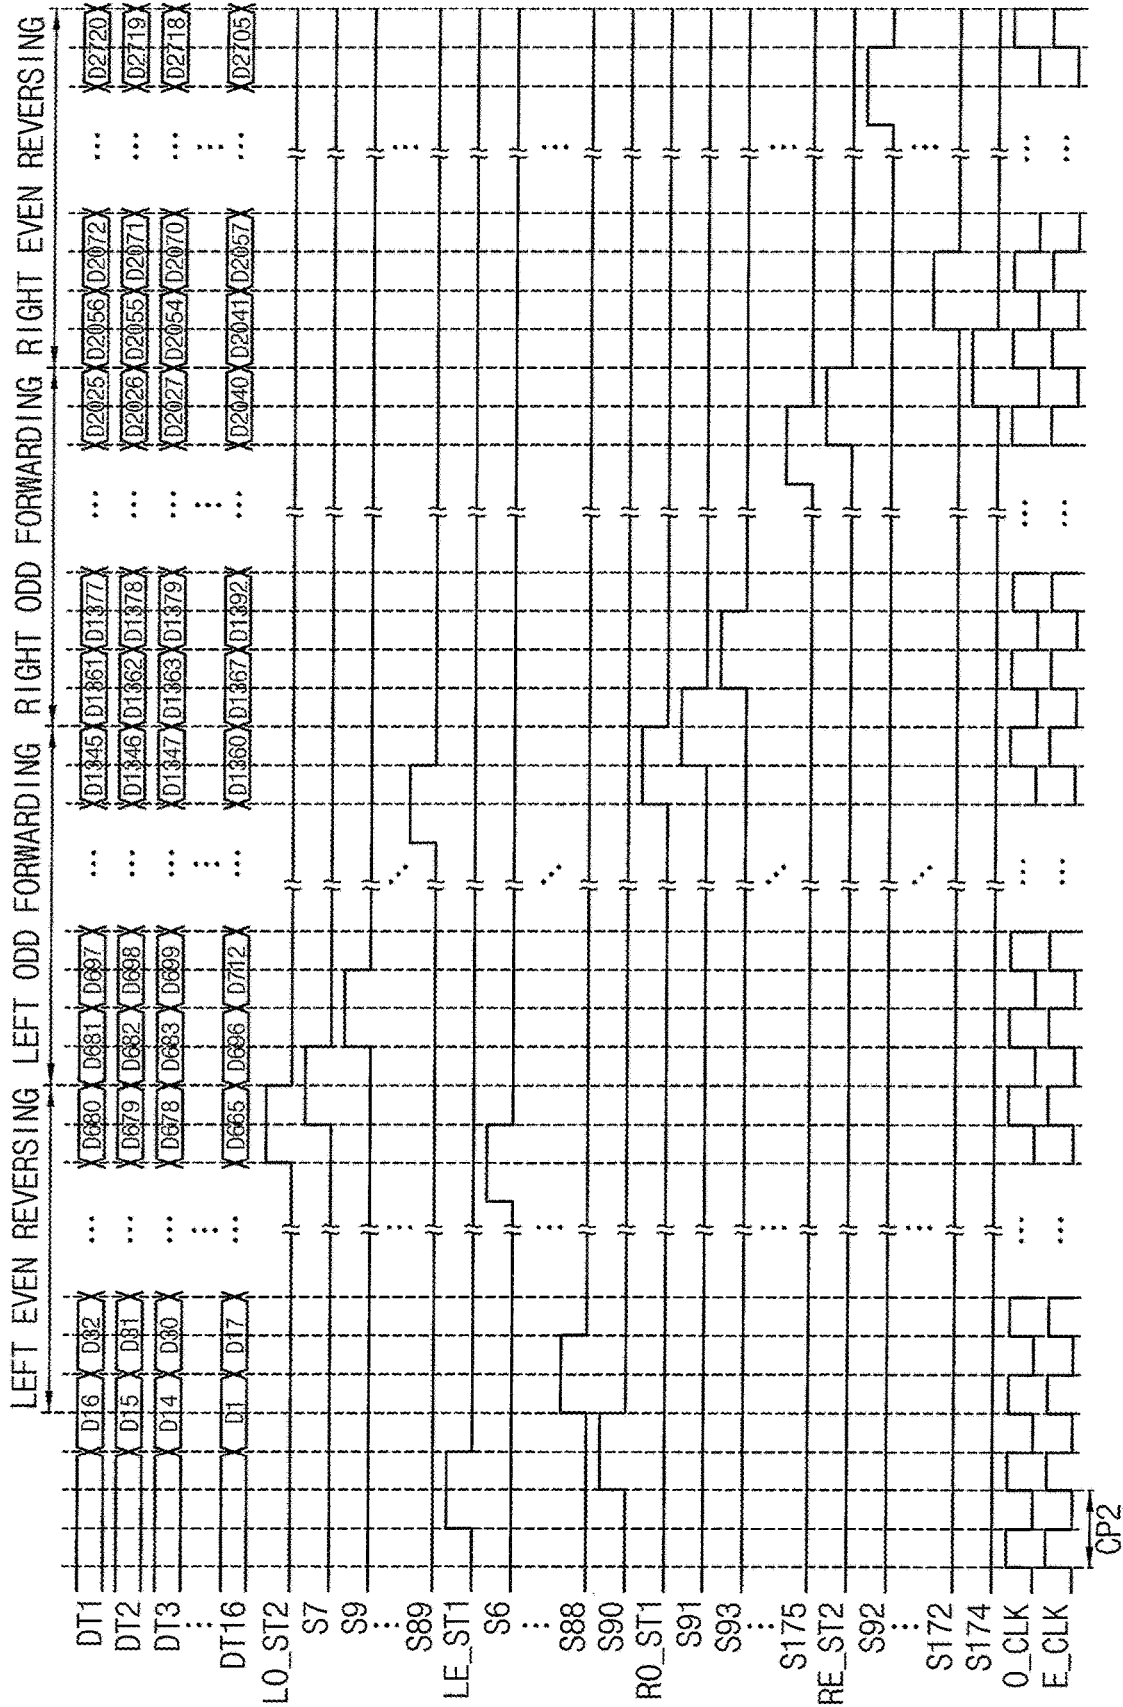 LEFT EVEN REVERSING LEFT ODD FORWARDING RIGHT ODD FORWARDING RIGHT EVEN REVERSING
DT1 D16 D32 ... D680 D681 D697 ... D1345 D1361 D1377 ... D2025 D2056 D2072 ... D2720
DT2 D15 D31 ... D679 D682 D698 ... D1346 D1362 D1378 ... D2026 D2055 D2071 ... D2719
DT3 D14 D30 ... D678 D683 D699 ... D1347 D1363 D1379 ... D2027 D2054 D2070 ... D2718
DT16 D1 D17 ... D665 D696 D712 ... D1360 D1367 D1392 ... D2040 D2041 D2057 ... D2705
LO_ST2
S7
S9
S89
LE_ST1
S6
S88
S90
RO_ST1
S91
S93
S175
RE_ST2
S92
S172
S174
O_CLK
E_CLK
CP2